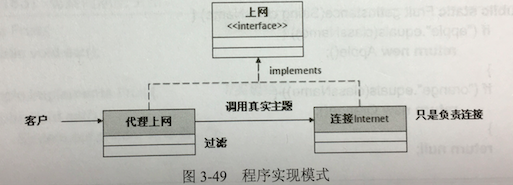 上网
<<interface>>
implements
调用真实主题
客户
代理上网
连接Internet
只是负责连接
过滤
图 3-49 程序实现模式